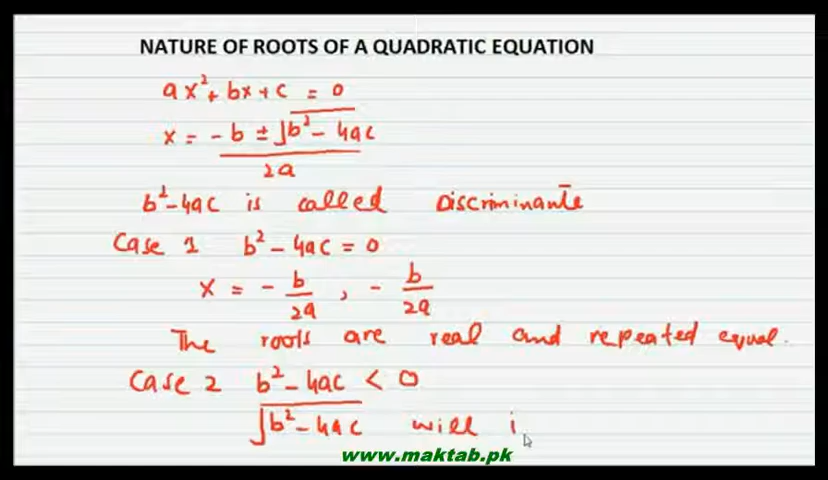 NATURE OF ROOTS OF A QUADRATIC EQUATION
ax² + bx + c = 0
x = -b ± √b² - 4ac
2a
b² - 4ac is called Discriminante
Case 1 b² - 4ac = 0
x = - b/2a , - b/2a
The roots are real and repeated equal.
Case 2 b² - 4ac < 0
√b² - 4ac will i
www.maktab.pk